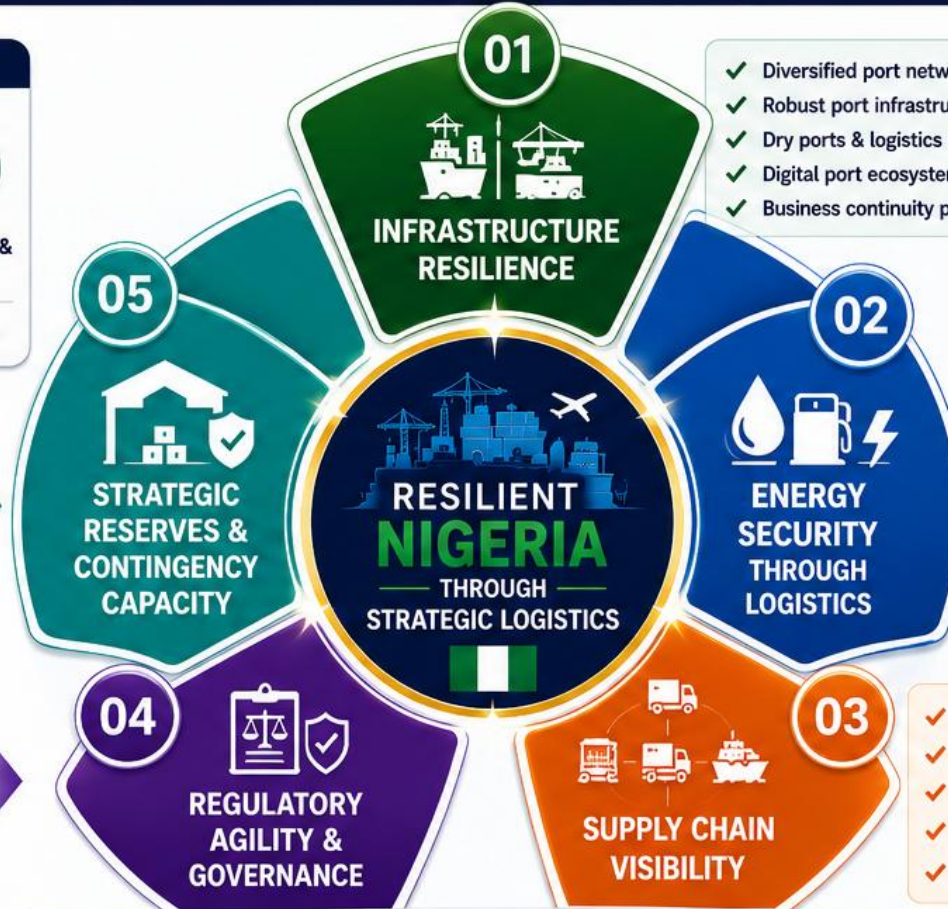 01
INFRASTRUCTURE
RESILIENCE
Diversified port netw
Robust port infrastru
Dry ports & logistics
Digital port ecosyste
Business continuity p
&
05
STRATEGIC
RESERVES &
CONTINGENCY
CAPACITY
02
ENERGY
SECURITY
THROUGH
LOGISTICS
RESILIENT
NIGERIA
THROUGH
STRATEGIC LOGISTICS
04
REGULATORY
AGILITY &
GOVERNANCE
03
SUPPLY CHAIN
VISIBILITY